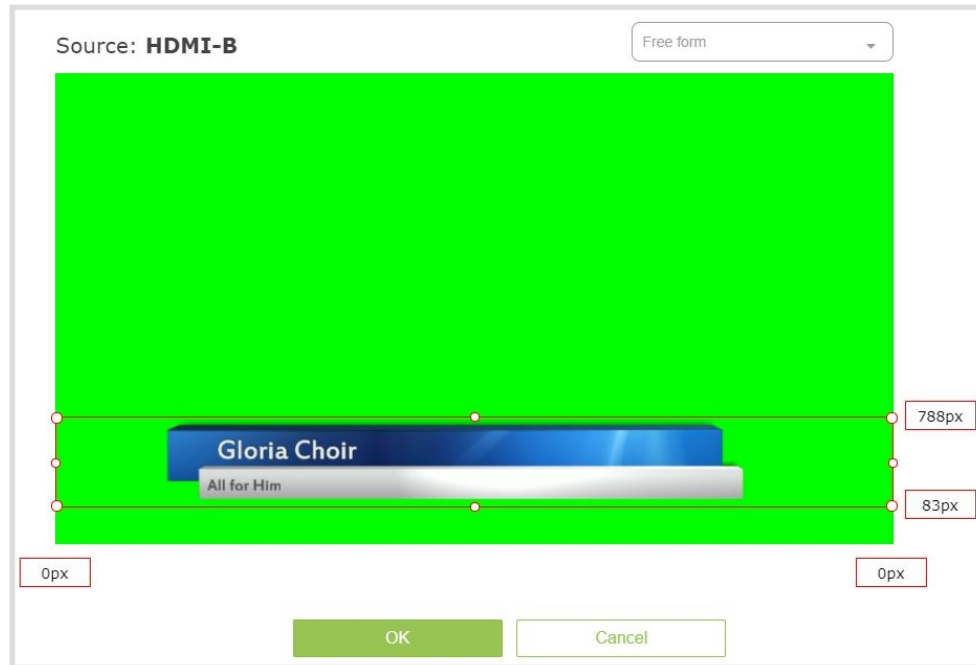 Source: HDMI-B
Free form
Gloria Choir
All for Him
788px
83px
0px
0px
OK
Cancel